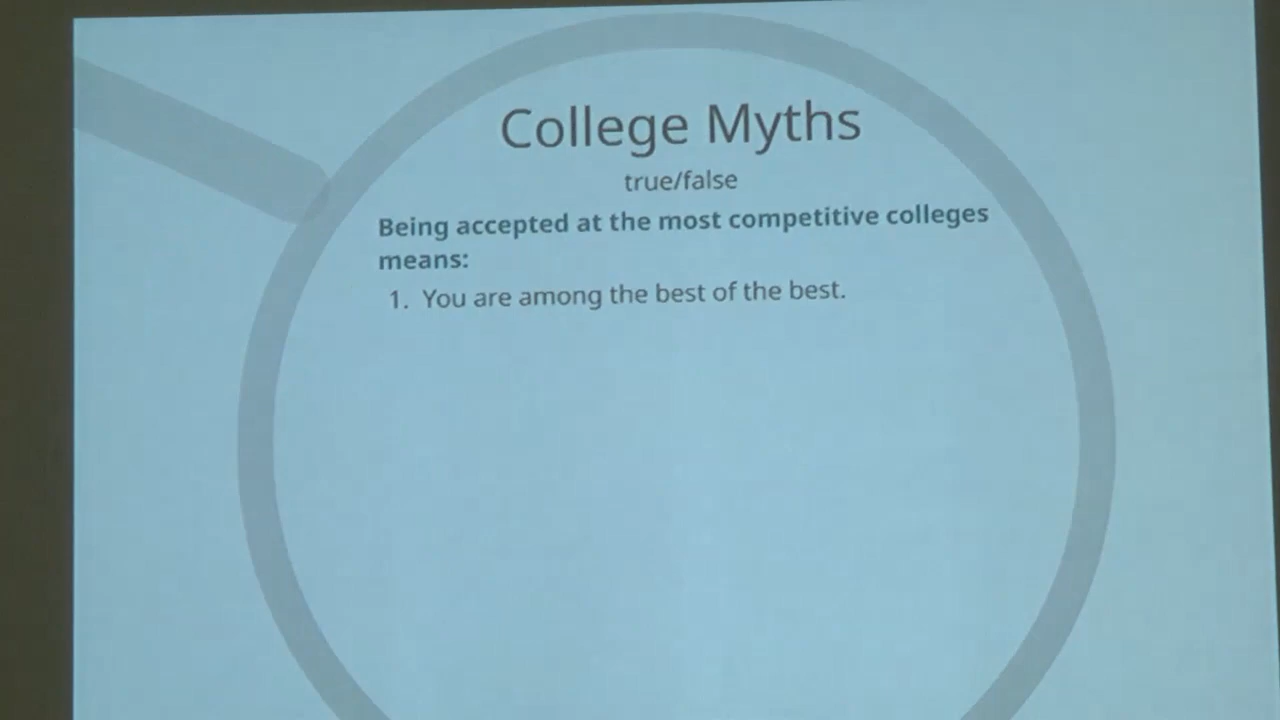 College Myths
true/false
Being accepted at the most competitive colleges
means:
1. You are among the best of the best.